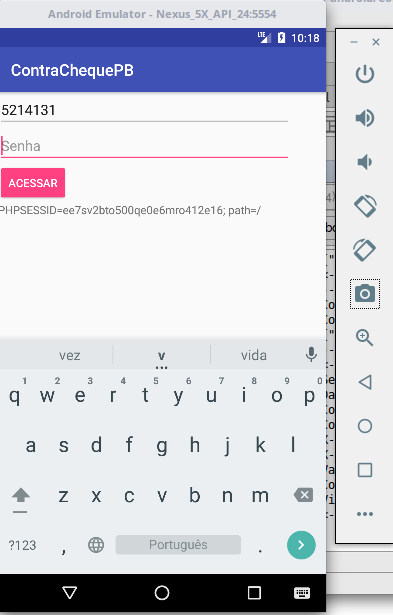 Android Emulator - Nexus_5X_API_24:5554
LTE 10:18
ContraChequePB
5214131
Senha
ACESSAR
PHPSESSID=ee7sv2bto500qe0e6mro412e16; path=/
vez v vida
1 2 3 4 5 6 7 8 9 0
q w e r t y u i o p
a s d f g h j k l
z x c v b n m
?123 , Português .